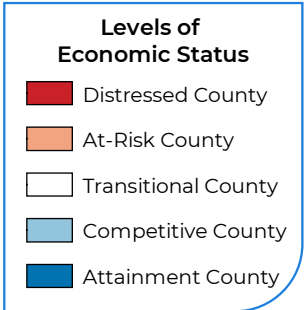 Levels of
Economic Status
Distressed County
At-Risk County
Transitional County
Competitive County
Attainment County